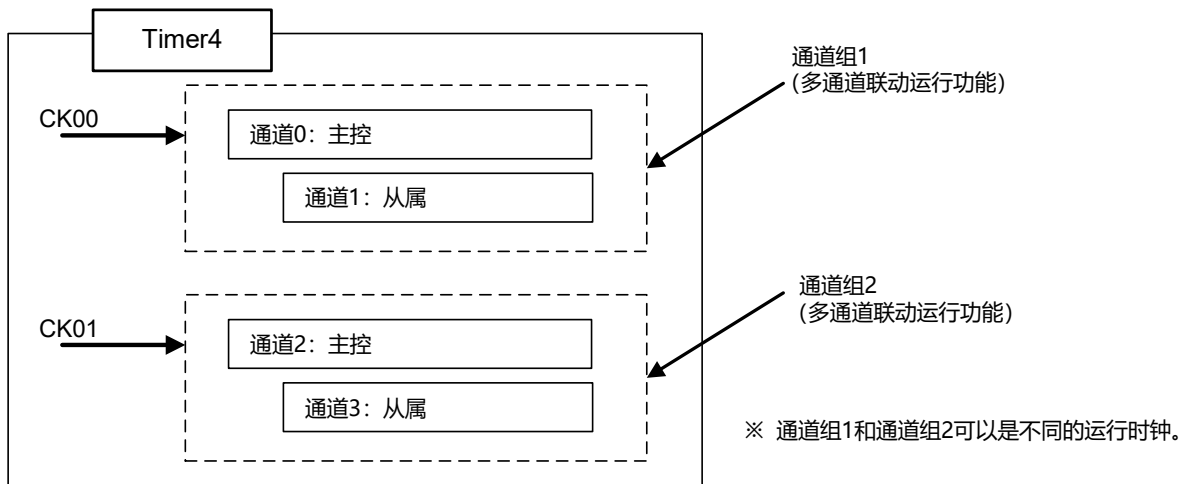 Timer4
CK00
通道0：主控
通道1：从属
通道组1
(多通道联动运行功能)
CK01
通道2：主控
通道3：从属
通道组2
(多通道联动运行功能)
※ 通道组1和通道组2可以是不同的运行时钟。